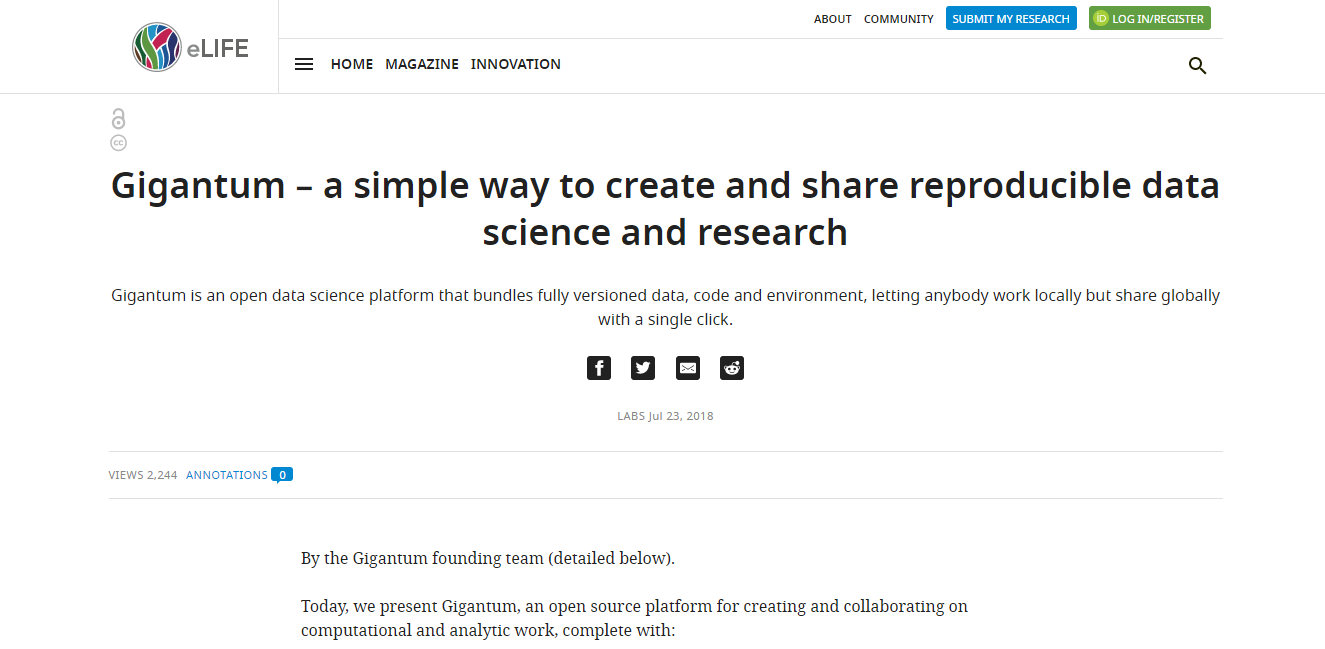 ABOUT COMMUNITY SUBMIT MY RESEARCH iD LOG IN/REGISTER
eLIFE
HOME MAGAZINE INNOVATION
cc
Gigantum – a simple way to create and share reproducible data
science and research
Gigantum is an open data science platform that bundles fully versioned data, code and environment, letting anybody work locally but share globally
with a single click.
LABS Jul 23, 2018
VIEWS 2,244 ANNOTATIONS 0
By the Gigantum founding team (detailed below).
Today, we present Gigantum, an open source platform for creating and collaborating on
computational and analytic work, complete with: